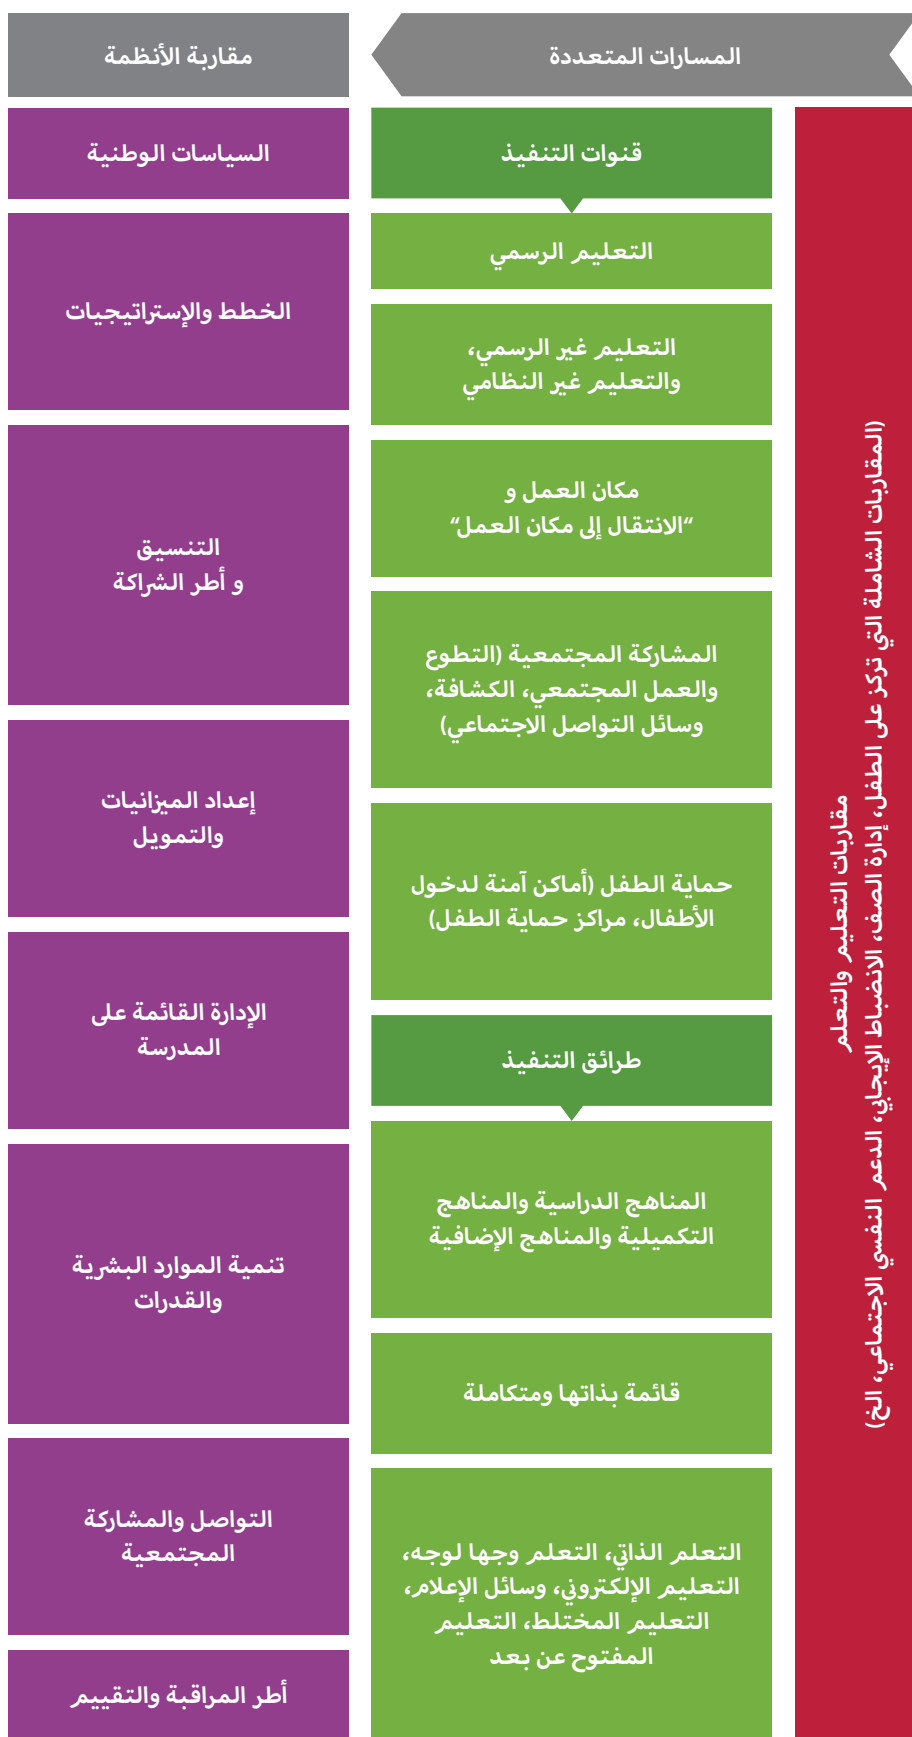 المسارات المتعددة
مقاربة الأنظمة
مقاربات التعليم والتعلم
(المقاربات الشاملة التي تركز على الطفل، إدارة الصف، الانضباط الإيجابي، الدعم النفسي الاجتماعي، الخ)
قنوات التنفيذ
التعليم الرسمي
التعليم غير الرسمي،
والتعليم غير النظامي
مكان العمل و
“الانتقال إلى مكان العمل“
المشاركة المجتمعية (التطوع
والعمل المجتمعي، الكشافة،
وسائل التواصل الاجتماعي)
حماية الطفل (أماكن آمنة لدخول
الأطفال، مراكز حماية الطفل)
طرائق التنفيذ
المناهج الدراسية والمناهج
التكميلية والمناهج الإضافية
قائمة بذاتها ومتكاملة
التعلم الذاتي، التعلم وجها لوجه،
التعليم الإلكتروني، وسائل الإعلام،
التعليم المختلط، التعليم
المفتوح عن بعد
السياسات الوطنية
الخطط والإستراتيجيات
التنسيق
و أطر الشراكة
إعداد الميزانيات
والتمويل
الإدارة القائمة على
المدرسة
تنمية الموارد البشرية
والقدرات
التواصل والمشاركة
المجتمعية
أطر المراقبة والتقييم